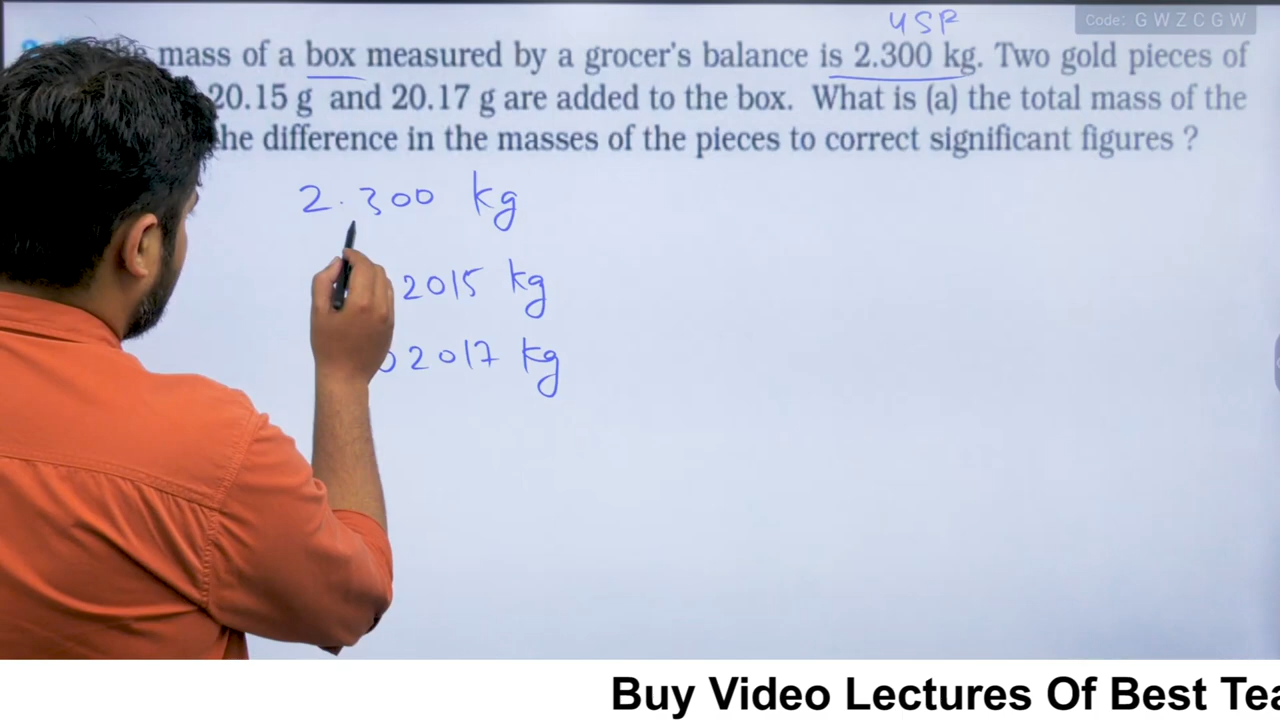 4SF
Code: G W Z C G W
mass of a box measured by a grocer's balance is 2.300 kg. Two gold pieces of
20.15 g and 20.17 g are added to the box. What is (a) the total mass of the
he difference in the masses of the pieces to correct significant figures ?
2.300 kg
2015 kg
02017 kg
Buy Video Lectures Of Best Tea